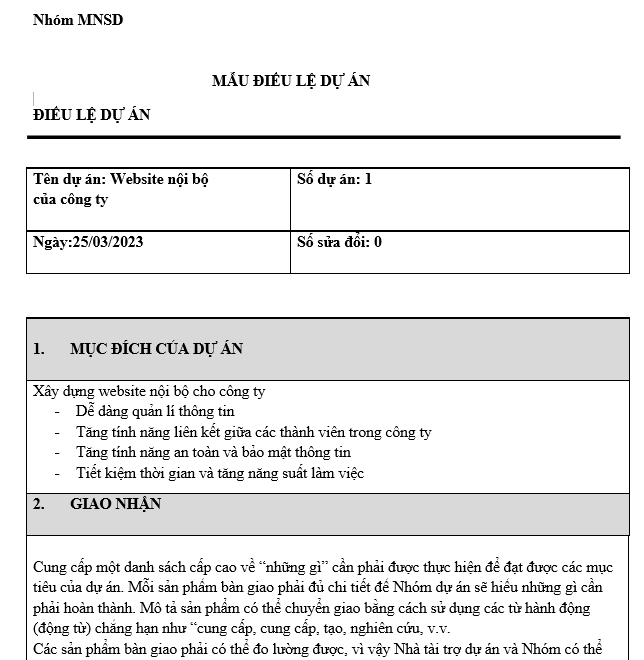 Nhóm MNSD
MẪU ĐIỀU LỆ DỰ ÁN
ĐIỀU LỆ DỰ ÁN
Tên dự án: Website nội bộ
của công ty
Số dự án: 1
Ngày:25/03/2023
Số sửa đổi: 0
1. MỤC ĐÍCH CỦA DỰ ÁN
Xây dựng website nội bộ cho công ty
- Dễ dàng quản lí thông tin
- Tăng tính năng liên kết giữa các thành viên trong công ty
- Tăng tính năng an toàn và bảo mật thông tin
- Tiết kiệm thời gian và tăng năng suất làm việc
2. GIAO NHẬN
Cung cấp một danh sách cấp cao về “những gì” cần phải được thực hiện để đạt được các mục
tiêu của dự án. Mỗi sản phẩm bàn giao phải đủ chi tiết để Nhóm dự án sẽ hiểu những gì cần
phải hoàn thành. Mô tả sản phẩm có thể chuyển giao bằng cách sử dụng các từ hành động
(động từ) chẳng hạn như “cung cấp, cung cấp, tạo, nghiên cứu, v.v.
Các sản phẩm bàn giao phải có thể đo lường được, vì vậy Nhà tài trợ dự án và Nhóm có thể